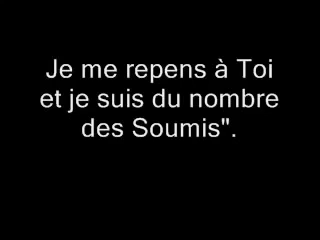 Je me repens à Toi
et je suis du nombre
des Soumis".